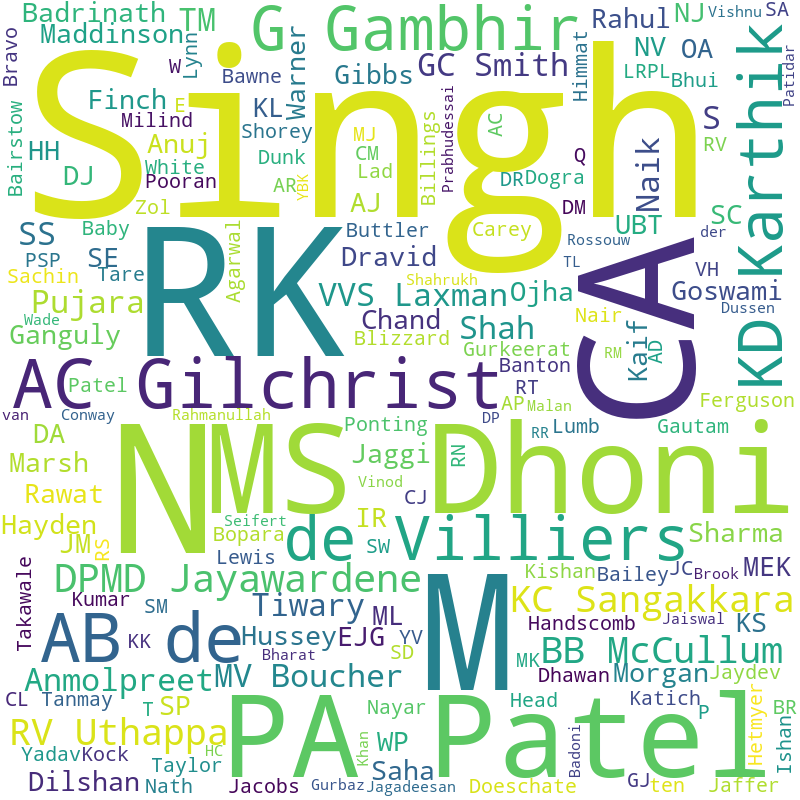 Badrinath TM G Gambhir Rahul NJ Vishnu SA
Bravo Maddinson W Lynn Warner GC Smith Himmat NV OA
Bawne Gibbs LRPL Bhui Patidar
Singh
Finch E KL Milind Shorey MJ AC Q S RV
Bairstow HH Anuj White Dunk CM Billings Prabhudessai Naik Karthik
DJ Pooran AR YBK Lad DR Dogra
Zol AJ Carey DM UBT SC
SS Baby RK Buttler Rossouw der
PSP SE Dravid TL VH
Sachin Tare Agarwal Shahrukh CA Goswami
Pujara VVS Laxman Ojha Dussen
Wade Chand Shah Nair Kaif
Ganguly Blizzard Gurkeerat AD KD
RM
AC Gilchrist Banton
Patel RT
van Conway Rahmanullah AP Malan Ferguson
DP Lumb Gautam
DA Ponting RR
N MS Dhoni
Marsh Jaggi RN
Rawat Vinod CJ
Hayden Seifert IR
JM RS Bopara de Villiers Sharma
Lewis SW
Takawale DPMD Jayawardene Kishan Bailey JC Brook MEK
Kumar SM Tiwary M KC Sangakkara Jaiswal
AB de KK Hussey EJG ML YV Handscomb KS
Bharat SD MK BB McCullum
Anmolpreet MV Boucher Dhawan Morgan Jaydev
CL Tanmay T SP PA Patel Nayar Head Katich P BR
RV Uthappa WP Hetmyer Ishan
Yadav Kock Taylor HC Khan Saha Badoni
Dilshan Nath Jacobs Gurbaz Jagadeesan Doeschate GJ ten Jaffer